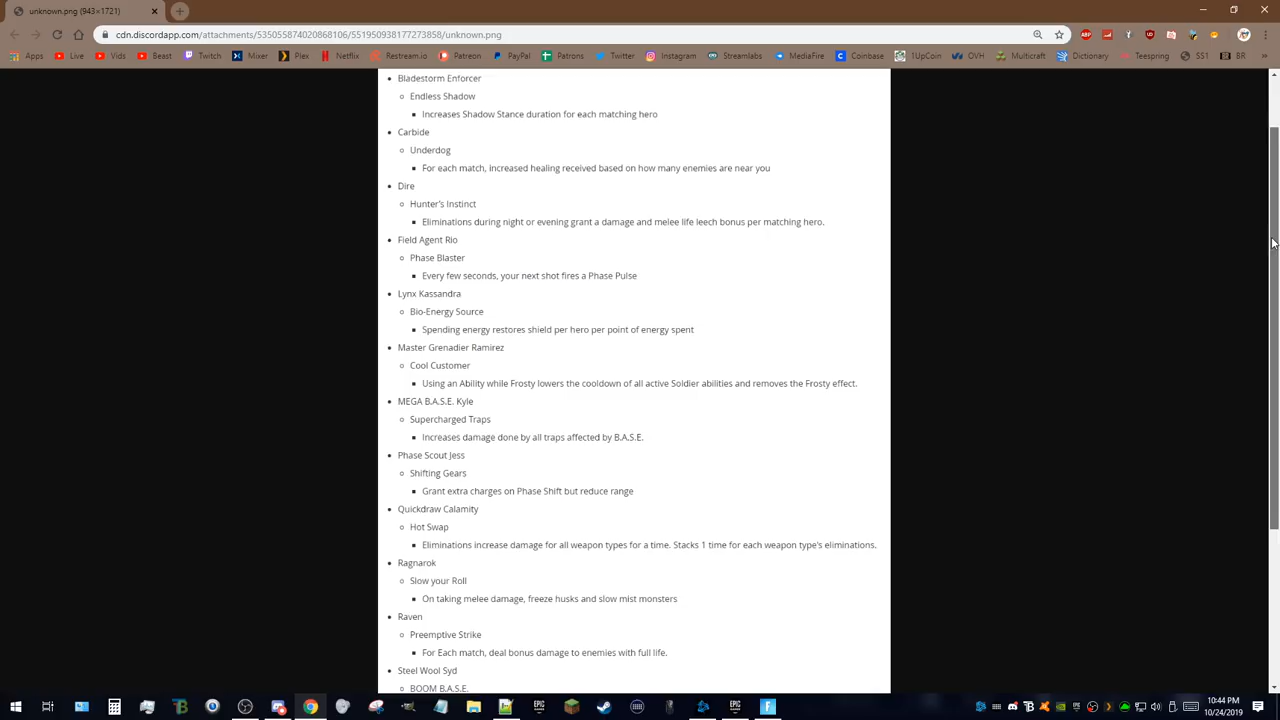 unknown.png (943×1721)
cdn.discordapp.com/attachments/535055874020868106/551950938177273858/unknown.png
Apps
Live
Vids
Twitch
Mixer
Plex
Netflix
Restream.io
Patreon
PayPal
Patrons
Twitter
Instagram
Streamlabs
MediaFire
Coinbase
1UpCoin
OVH
Multicraft
Dictionary
Teespring
SS1
BR
Bladestorm Enforcer
Endless Shadow
Increases Shadow Stance duration for each matching hero
Carbide
Underdog
For each match, increased healing received based on how many enemies are near you
Dire
Hunter's Instinct
Eliminations during night or evening grant a damage and melee life leech bonus per matching hero.
Field Agent Rio
Phase Blaster
Every few seconds, your next shot fires a Phase Pulse
Lynx Kassandra
Bio-Energy Source
Spending energy restores shield per hero per point of energy spent
Master Grenadier Ramirez
Cool Customer
Using an Ability while Frosty lowers the cooldown of all active Soldier abilities and removes the Frosty effect.
MEGA B.A.S.E. Kyle
Supercharged Traps
Increases damage done by all traps affected by B.A.S.E.
Phase Scout Jess
Shifting Gears
Grant extra charges on Phase Shift but reduce range
Quickdraw Calamity
Hot Swap
Eliminations increase damage for all weapon types for a time. Stacks 1 time for each weapon type's eliminations.
Ragnarok
Slow your Roll
On taking melee damage, freeze husks and slow mist monsters
Raven
Preemptive Strike
For Each match, deal bonus damage to enemies with full life.
Steel Wool Syd
BOOM B.A.S.E.
10:44 PM
10/24/2019